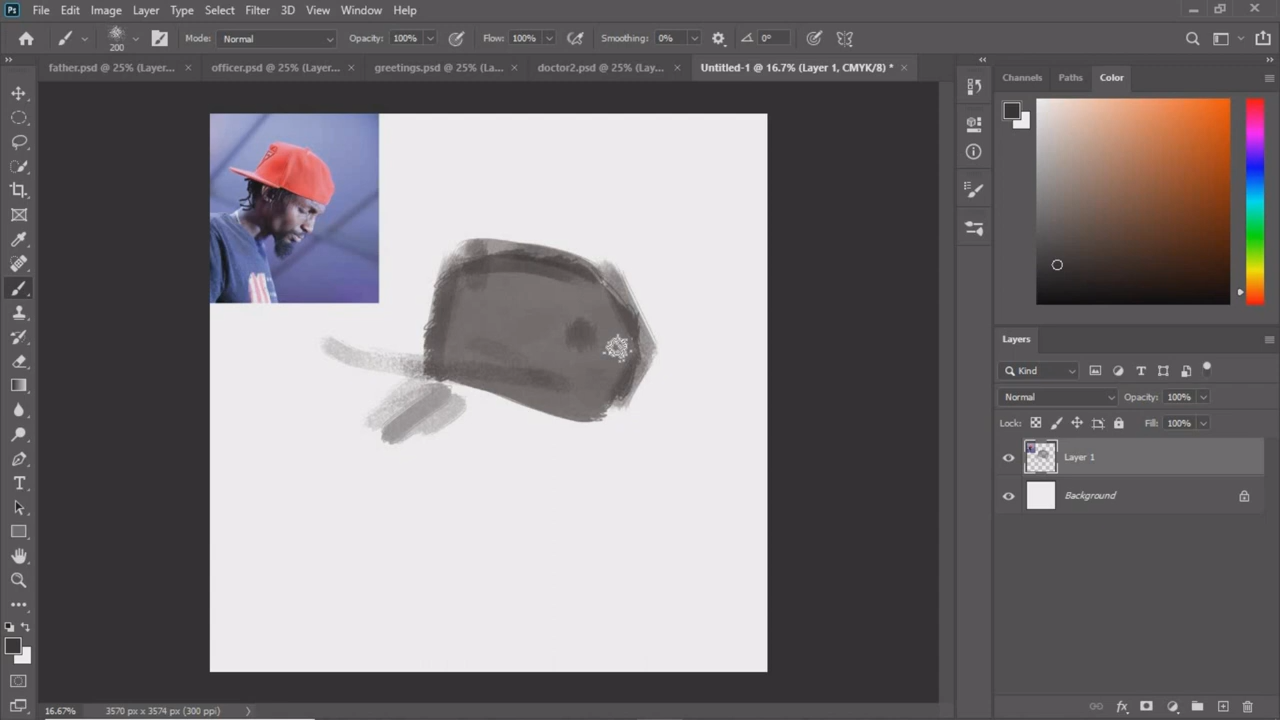 Ps File Edit Image Layer Type Select Filter 3D View Window Help
200 Mode: Normal Opacity: 100% Flow: 100% Smoothing: 0% 0°
father.psd @ 25% (Layer... × officer.psd @ 25% (Layer... × greetings.psd @ 25% (La... × doctor2.psd @ 25% (Lay... × Untitled-1 @ 16.7% (Layer 1, CMYK/8) * ×
Channels Paths Color
Layers
Kind
Normal Opacity: 100%
Lock: Fill: 100%
Layer 1
Background
16.67% 3570 px x 3574 px (300 ppi)